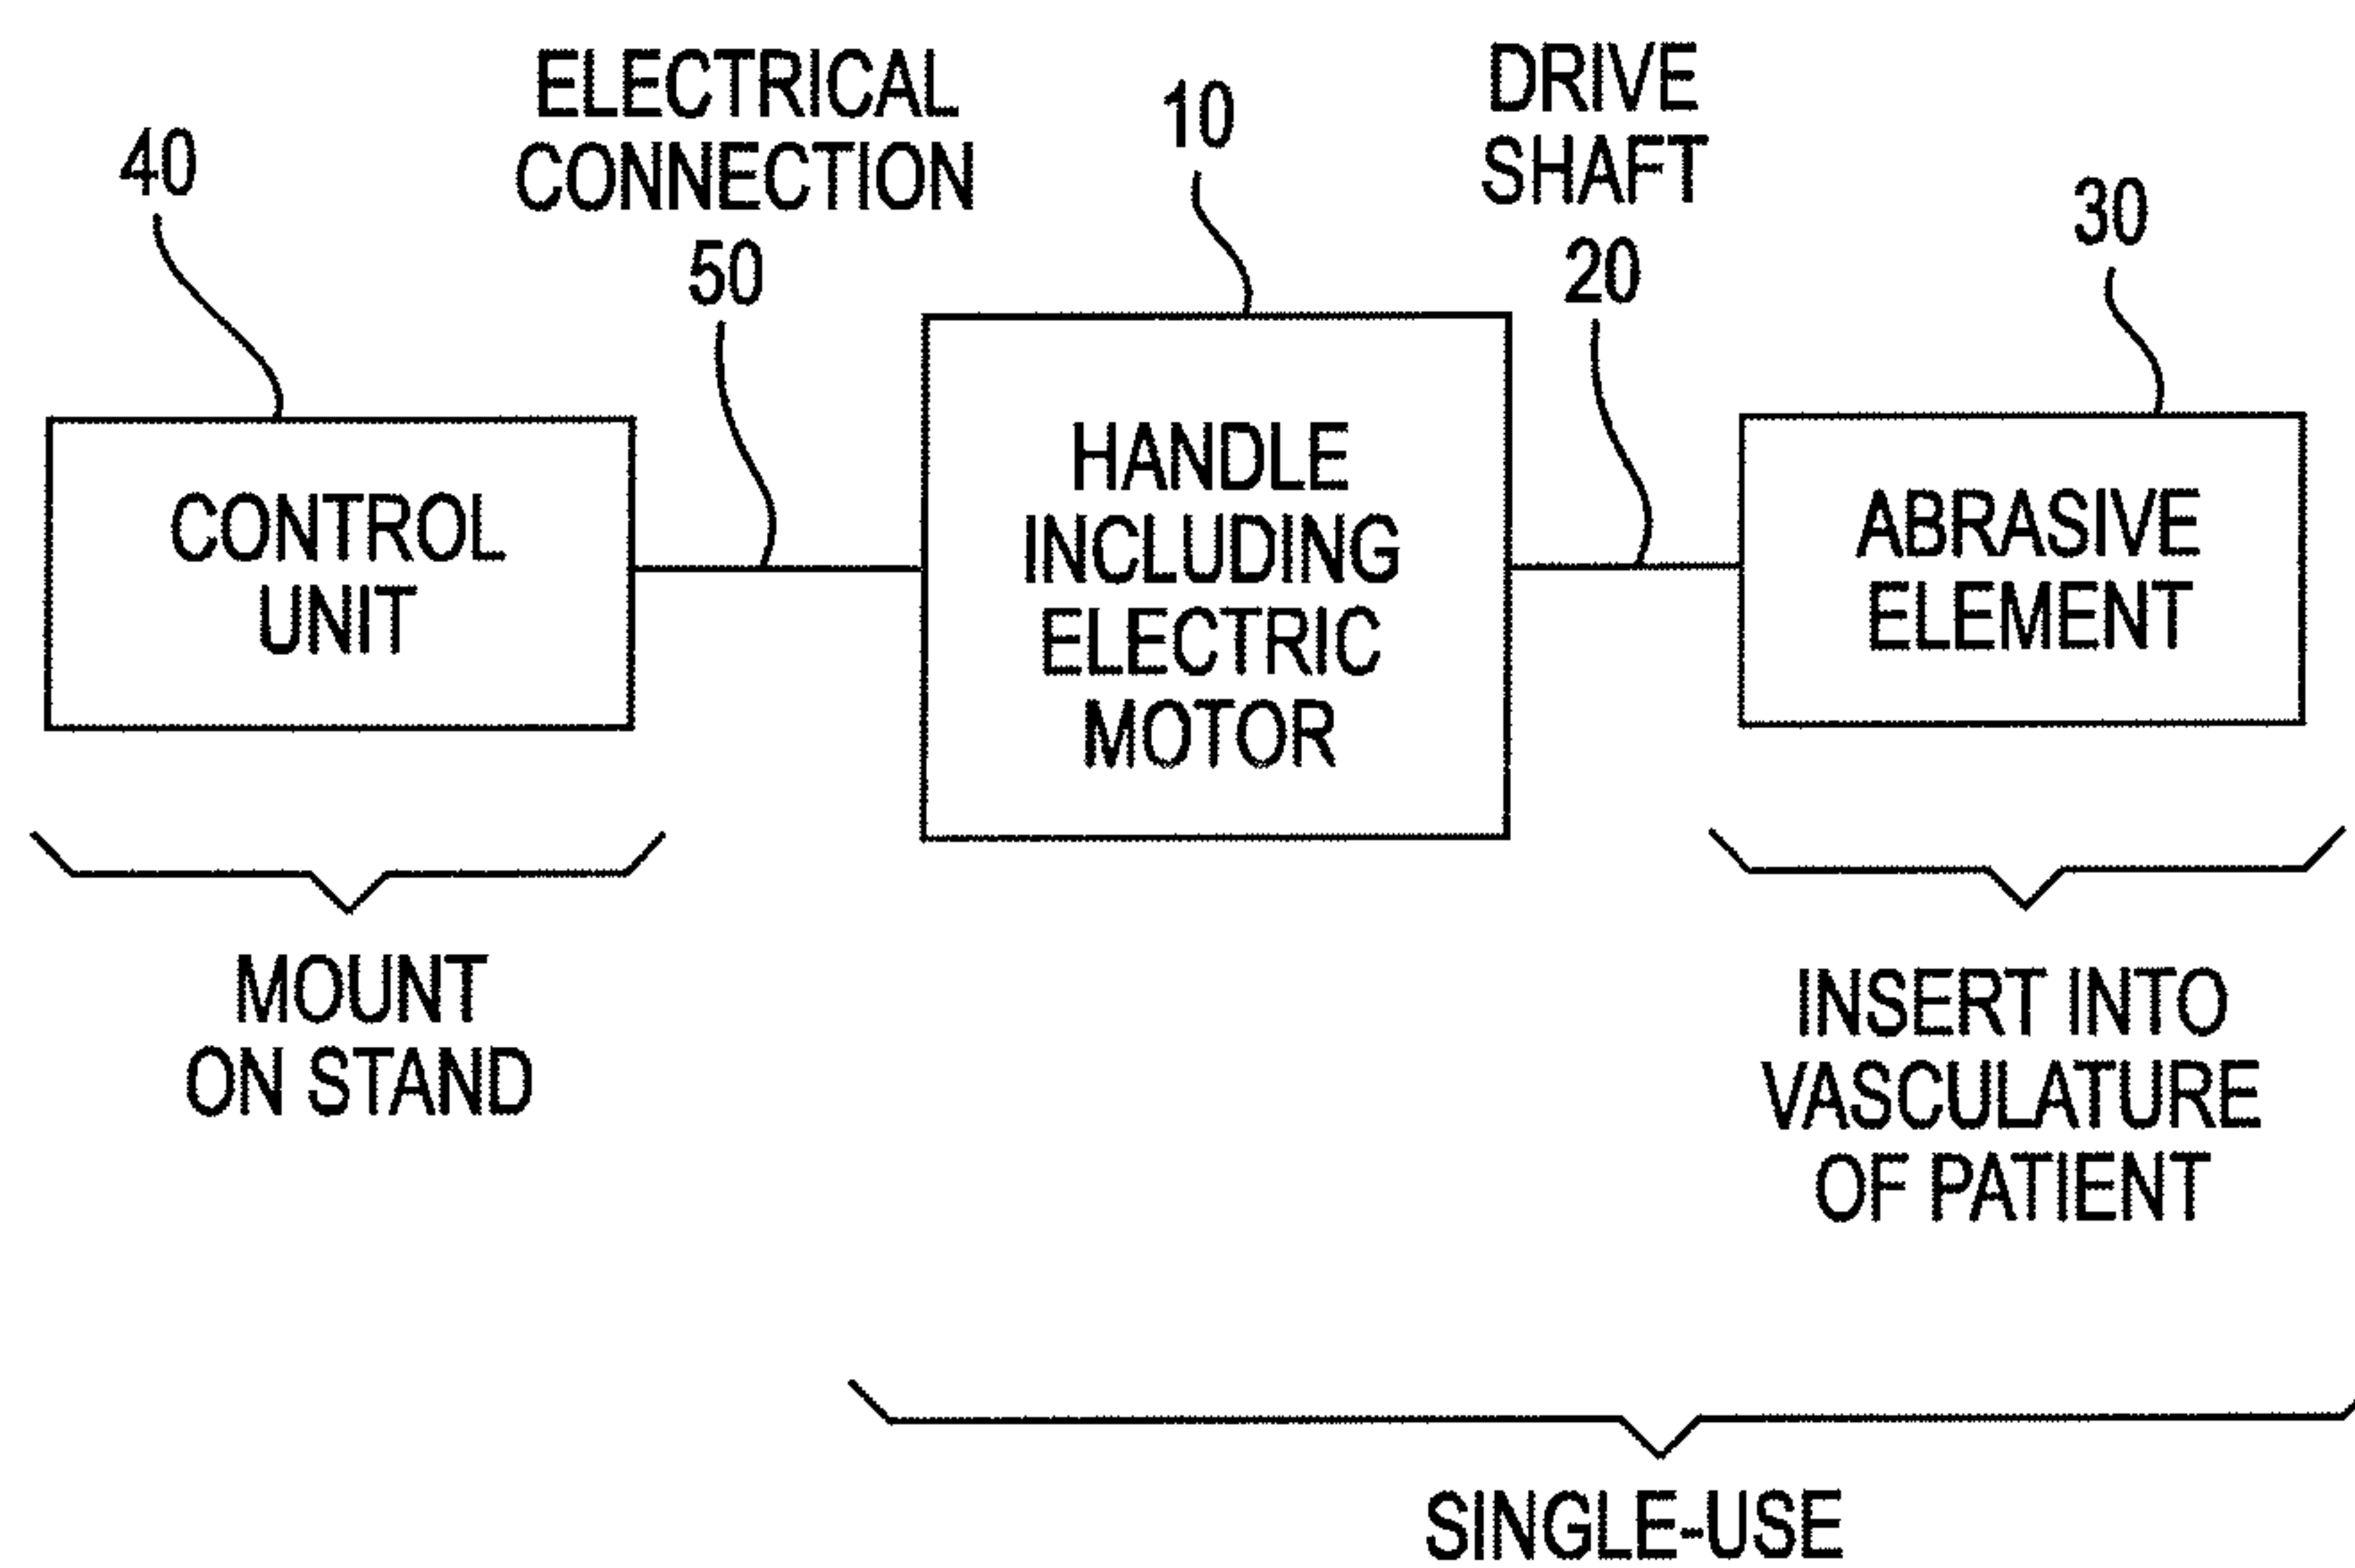 40
ELECTRICAL
CONNECTION
50
10
DRIVE
SHAFT
20
30
CONTROL
UNIT
HANDLE
INCLUDING
ELECTRIC
MOTOR
ABRASIVE
ELEMENT
MOUNT
ON STAND
INSERT INTO
VASCULATURE
OF PATIENT
SINGLE-USE